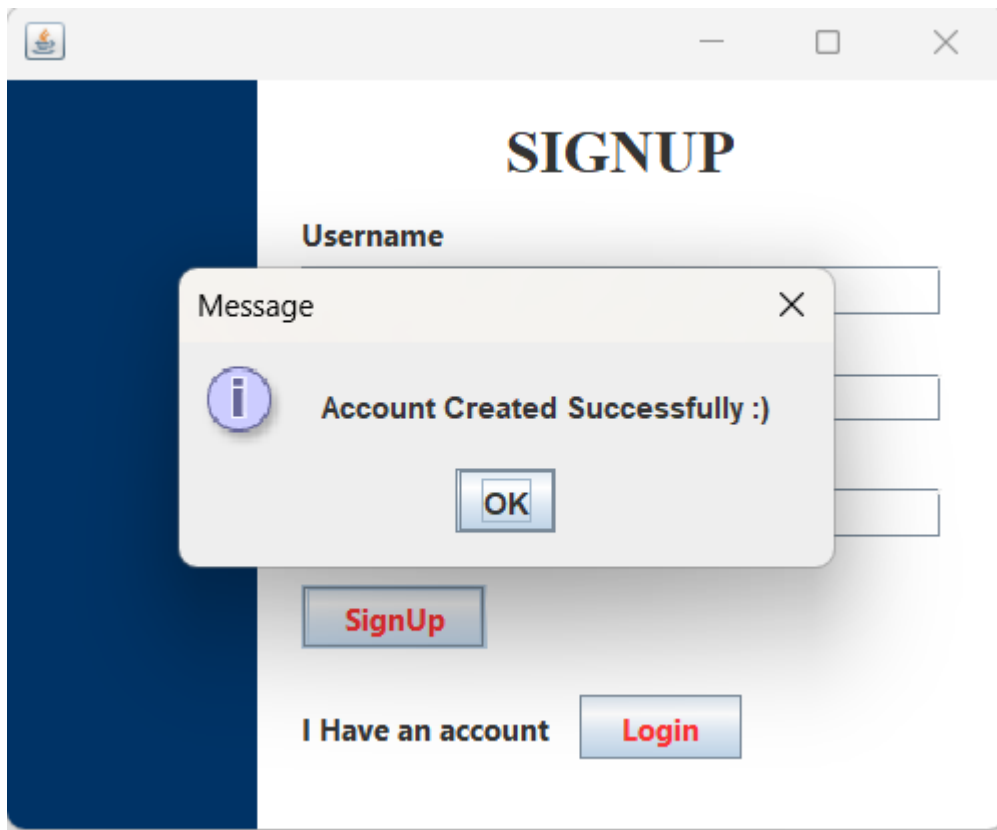 SIGNUP
Username
Message
Account Created Successfully :)
OK
SignUp
I Have an account
Login